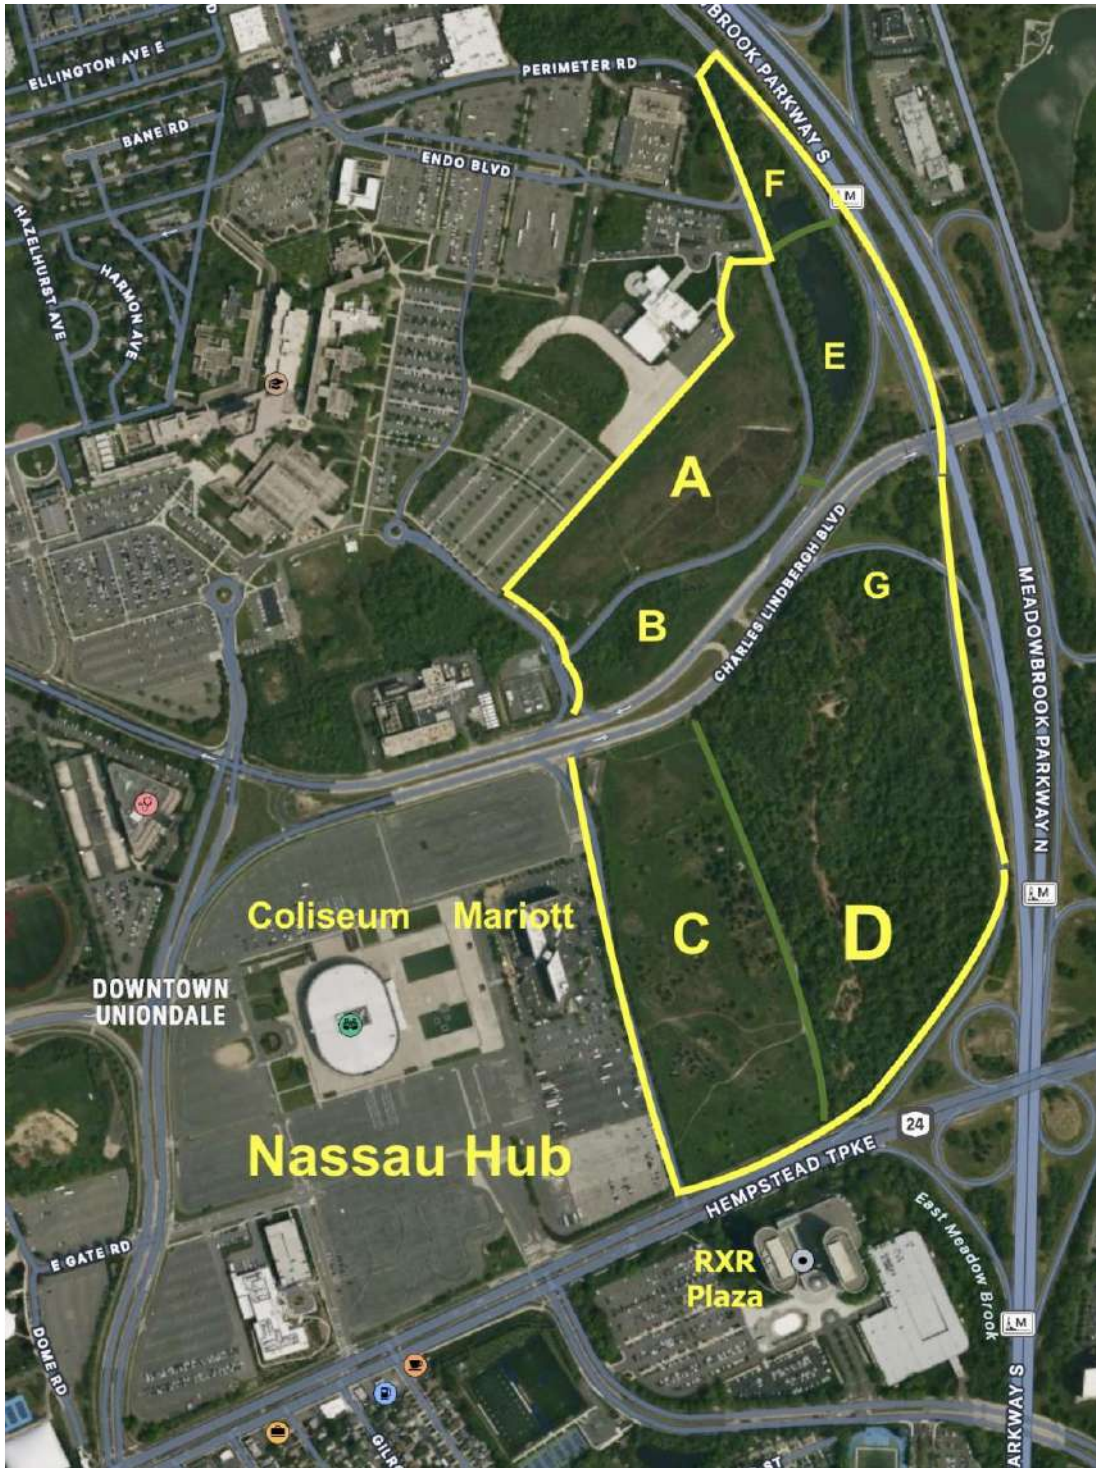 ELLINGTON AVE E
PERIMETER RD
BROOK PARKWAY S
BANE RD
ENDO BLVD
F
M
HAZELHURST AVE
HARMON AVE
E
A
CHARLES LINDBERGH BLVD
G
B
MEADOWBROOK PARKWAY N
M
Coliseum
Mariott
C
D
DOWNTOWN
UNIONDALE
24
Nassau Hub
HEMPSTEAD TPKE
E GATE RD
RXR
Plaza
East Meadow Brook
M
DOME RD
ARKWAY S
GILRO
ST